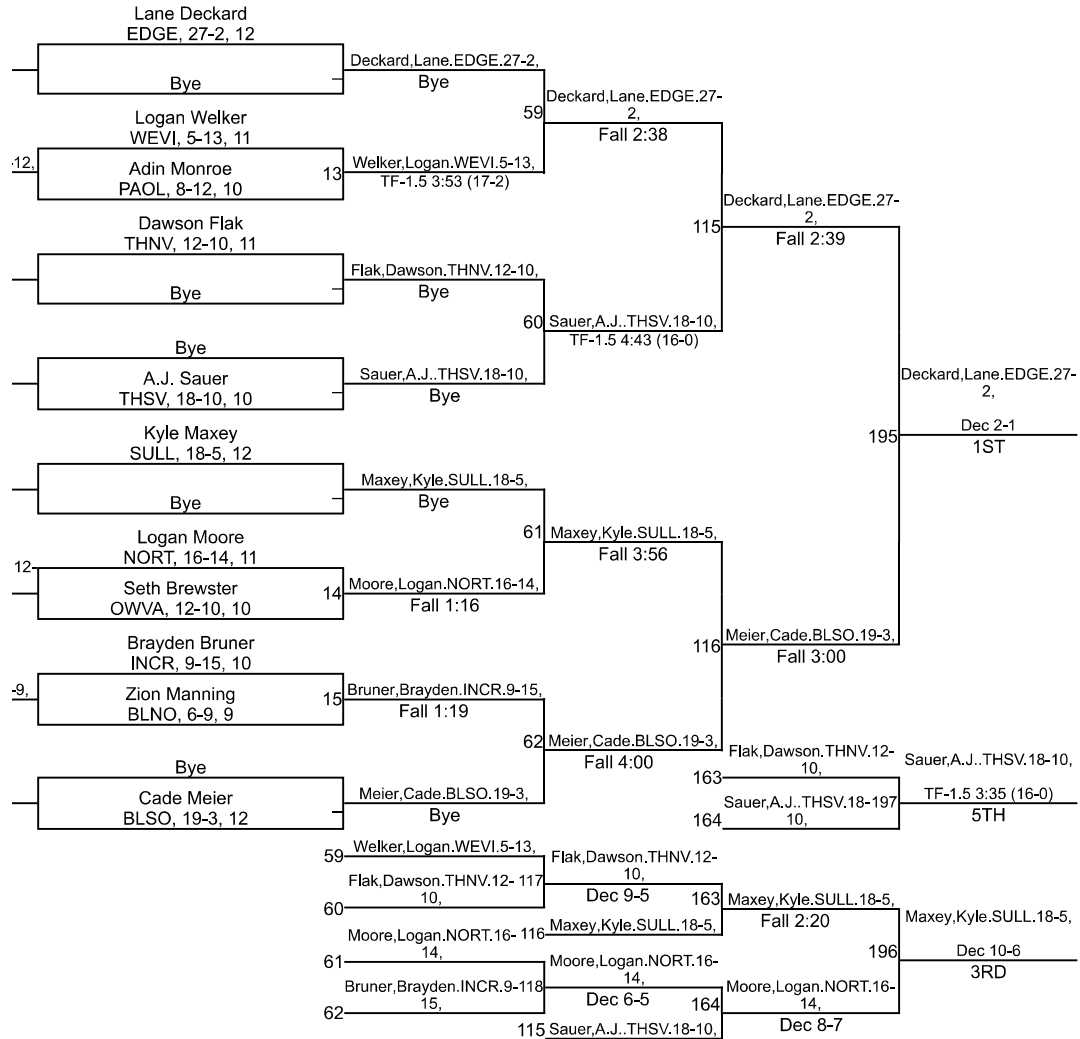 Lane Deckard
EDGE, 27-2, 12
Bye
Deckard,Lane.EDGE.27-2,
Bye
59
Deckard,Lane.EDGE.27-
2,
Fall 2:38
Logan Welker
WEVI, 5-13, 11
-12,
Adin Monroe
PAOL, 8-12, 10
13
Welker,Logan.WEVI.5-13,
TF-1.5 3:53 (17-2)
115
Deckard,Lane.EDGE.27-
2,
Fall 2:39
Dawson Flak
THNV, 12-10, 11
Bye
Flak,Dawson.THNV.12-10,
Bye
60
Sauer,A.J..THSV.18-10,
TF-1.5 4:43 (16-0)
Bye
A.J. Sauer
THSV, 18-10, 10
Sauer,A.J..THSV.18-10,
Bye
195
Deckard,Lane.EDGE.27-
2,
Dec 2-1
1ST
Kyle Maxey
SULL, 18-5, 12
Bye
Maxey,Kyle.SULL.18-5,
Bye
61
Maxey,Kyle.SULL.18-5,
Fall 3:56
Logan Moore
NORT, 16-14, 11
12
Seth Brewster
OWVA, 12-10, 10
14
Moore,Logan.NORT.16-14,
Fall 1:16
116
Meier,Cade.BLSO.19-3,
Fall 3:00
Brayden Bruner
INCR, 9-15, 10
-9,
Zion Manning
BLNO, 6-9, 9
15
Bruner,Brayden.INCR.9-15,
Fall 1:19
62
Meier,Cade.BLSO.19-3,
Fall 4:00
Bye
Cade Meier
BLSO, 19-3, 12
Meier,Cade.BLSO.19-3,
Bye
163
Flak,Dawson.THNV.12-
10,
164
Sauer,A.J..THSV.18-
10,
197
Sauer,A.J..THSV.18-10,
TF-1.5 3:35 (16-0)
5TH
59
Welker,Logan.WEVI.5-13,
60
Flak,Dawson.THNV.12-
10,
117
Flak,Dawson.THNV.12-
10,
Dec 9-5
116
Maxey,Kyle.SULL.18-5,
163
Maxey,Kyle.SULL.18-5,
Fall 2:20
61
Moore,Logan.NORT.16-
14,
62
Bruner,Brayden.INCR.9-
15,
118
Moore,Logan.NORT.16-
14,
Dec 6-5
115
Sauer,A.J..THSV.18-10,
164
Moore,Logan.NORT.16-
14,
Dec 8-7
196
Maxey,Kyle.SULL.18-5,
Dec 10-6
3RD